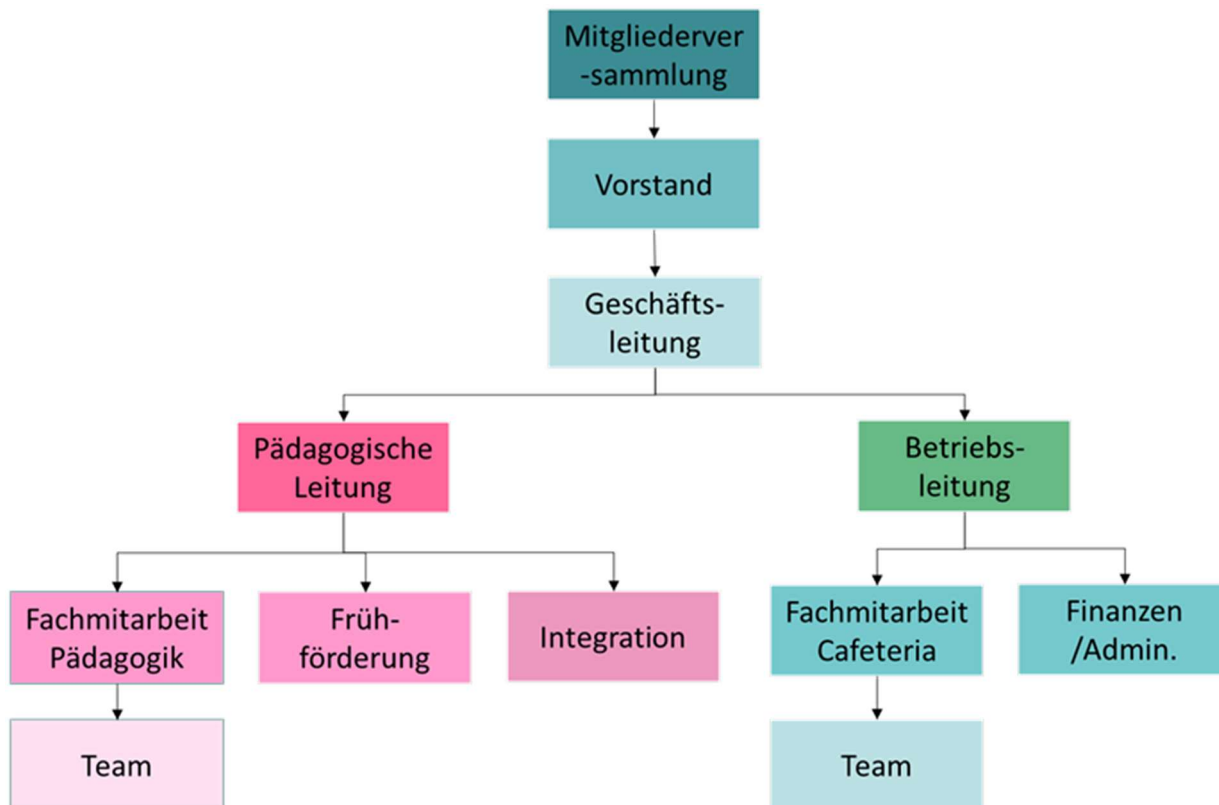 Mitgliederver
-sammlung
Vorstand
Geschäfts-
leitung
Pädagogische
Leitung
Betriebs-
leitung
Fachmitarbeit
Pädagogik
Früh-
förderung
Integration
Fachmitarbeit
Cafeteria
Finanzen
/Admin.
Team
Team